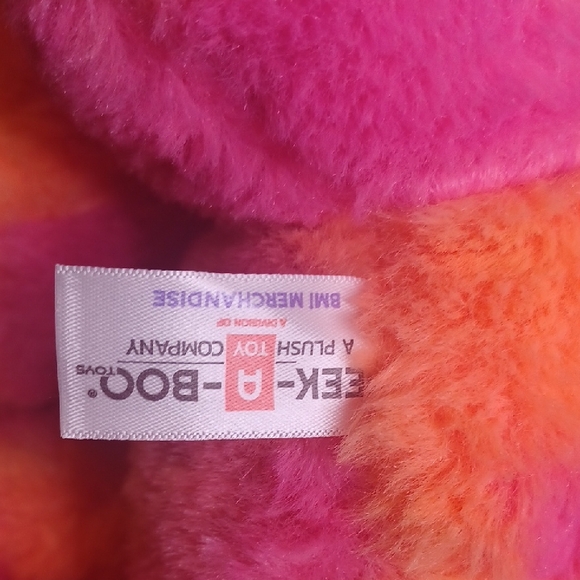 EEK-A-BOO® TOYS
A PLUSH TOY COMPANY
A DIVISION OF
BMI MERCHANDISE